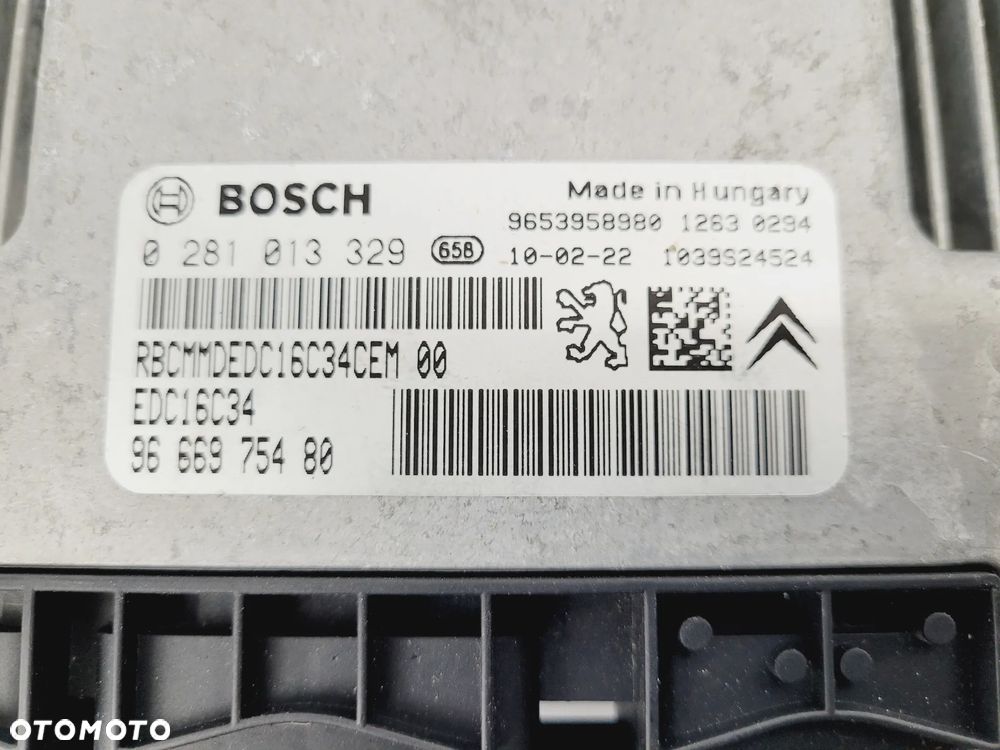 BOSCH Made in Hungary
9653958980 1263 0294
0 281 013 329 658 10-02-22 1039S24524
RBCMMDEDC16C34CEM 00
EDC16C34
96 669 754 80
OTOMOTO